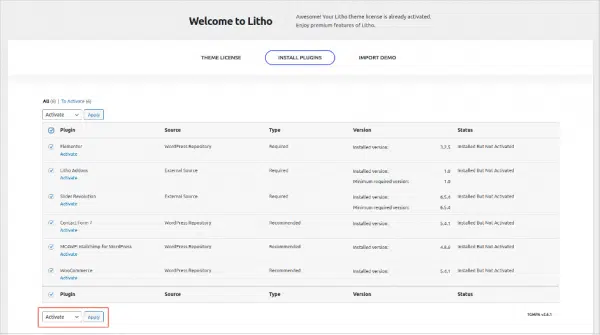 Welcome to Litho
Awesome! Your Litho theme license is already activated.
Enjoy premium features of Litho.
THEME LICENSE
INSTALL PLUGINS
IMPORT DEMO
All (6) | To Activate (6)
Activate Apply
Plugin Source Type Version Status
Elementor WordPress Repository Required Installed version: Installed But Not Activated
Activate
Litho Addons External Source Required Installed version: 1.0 Installed But Not Activated
Activate Minimum required version: 1.0
Slider Revolution External Source Required Installed version: 6.5.4 Installed But Not Activated
Activate Minimum required version: 6.5.4
Contact Form 7 WordPress Repository Recommended Installed version: 5.4.1 Installed But Not Activated
Activate
MC4WP: Mailchimp for WordPress WordPress Repository Recommended Installed version: Installed But Not Activated
Activate
WooCommerce WordPress Repository Recommended Installed version: 5.4.1 Installed But Not Activated
Activate
Plugin Source Type Version Status
Activate Apply
TGMPA v2.6.1